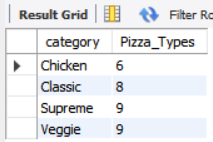 Result Grid Filter Ro
category Pizza_Types
Chicken 6
Classic 8
Supreme 9
Veggie 9